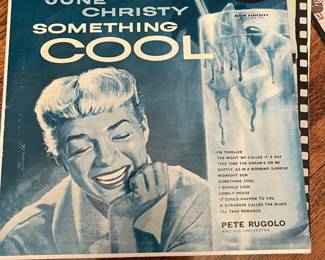 JUNE
CHRISTY
SOMETHING
COOL
I'M THRILLED
THE NIGHT WE CALLED IT A DAY
THIS TIME THE DREAM'S ON ME
SOFTLY, AS IN A MORNING SUNRISE
MIDNIGHT SUN
SOMETHING COOL
I SHOULD CARE
LONELY HOUSE
IT COULD HAPPEN TO YOU
A STRANGER CALLED THE BLUES
I'LL TAKE ROMANCE
PETE RUGOLO
AND HIS ORCHESTRA